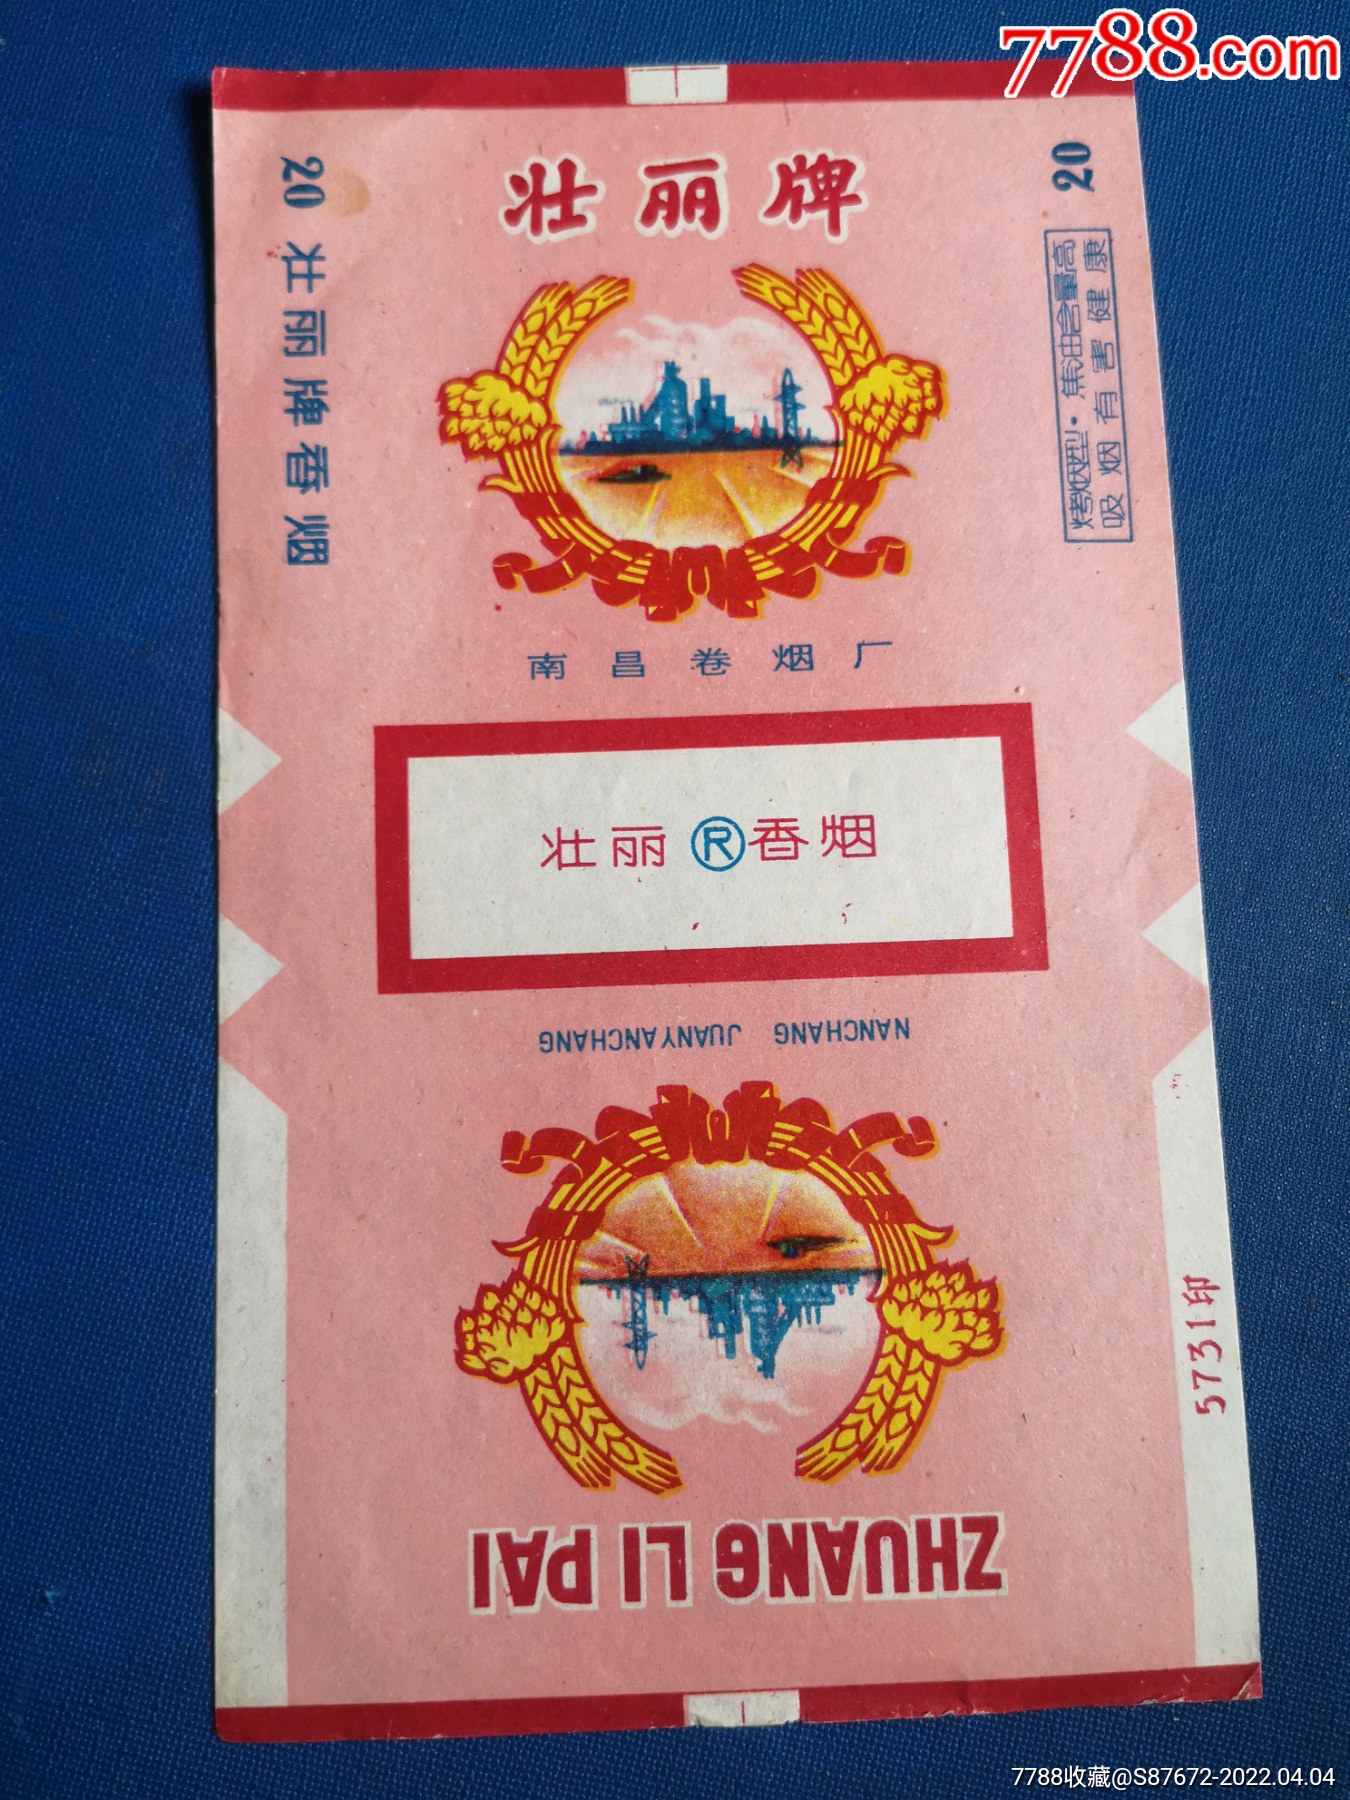 7788.com
壮丽牌
20 壮丽牌香烟
20
烤烟型·焦油含量高
吸烟有害健康
南昌卷烟厂
壮丽 R 香烟
NANCHANG JUANYANCHANG
ZHUANG LI PAI
5731印
7788收藏@S87672-2022.04.04